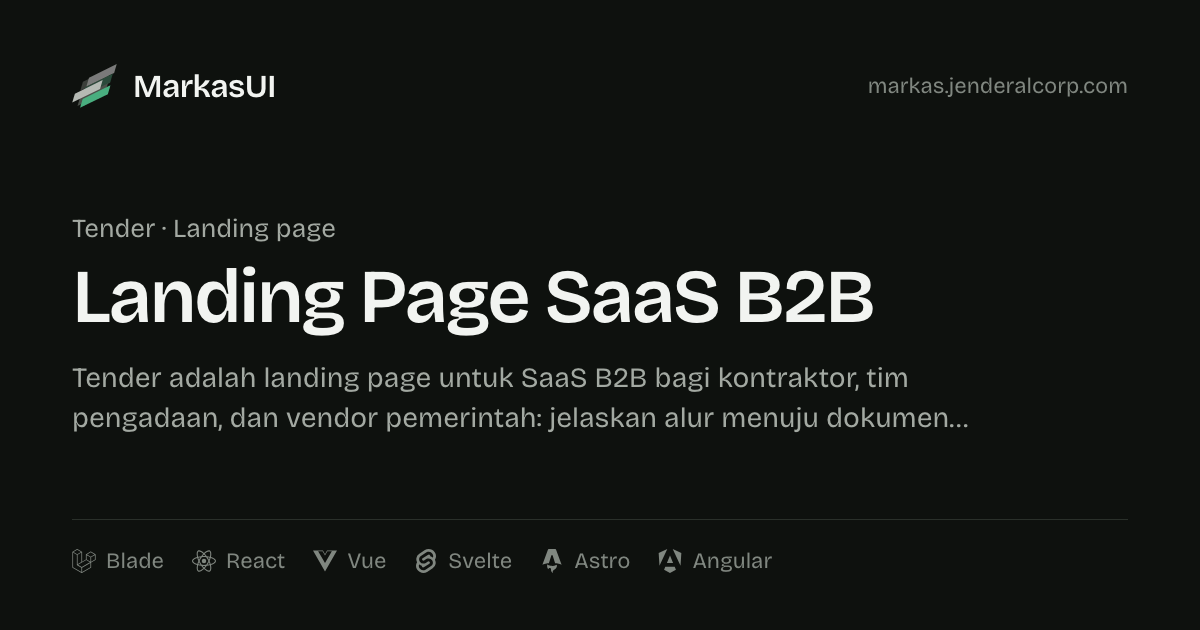 MarkasUI
markas.jenderalcorp.com
Tender · Landing page
Landing Page SaaS B2B
Tender adalah landing page untuk SaaS B2B bagi kontraktor, tim
pengadaan, dan vendor pemerintah: jelaskan alur menuju dokumen...
Blade
React
Vue
Svelte
Astro
Angular